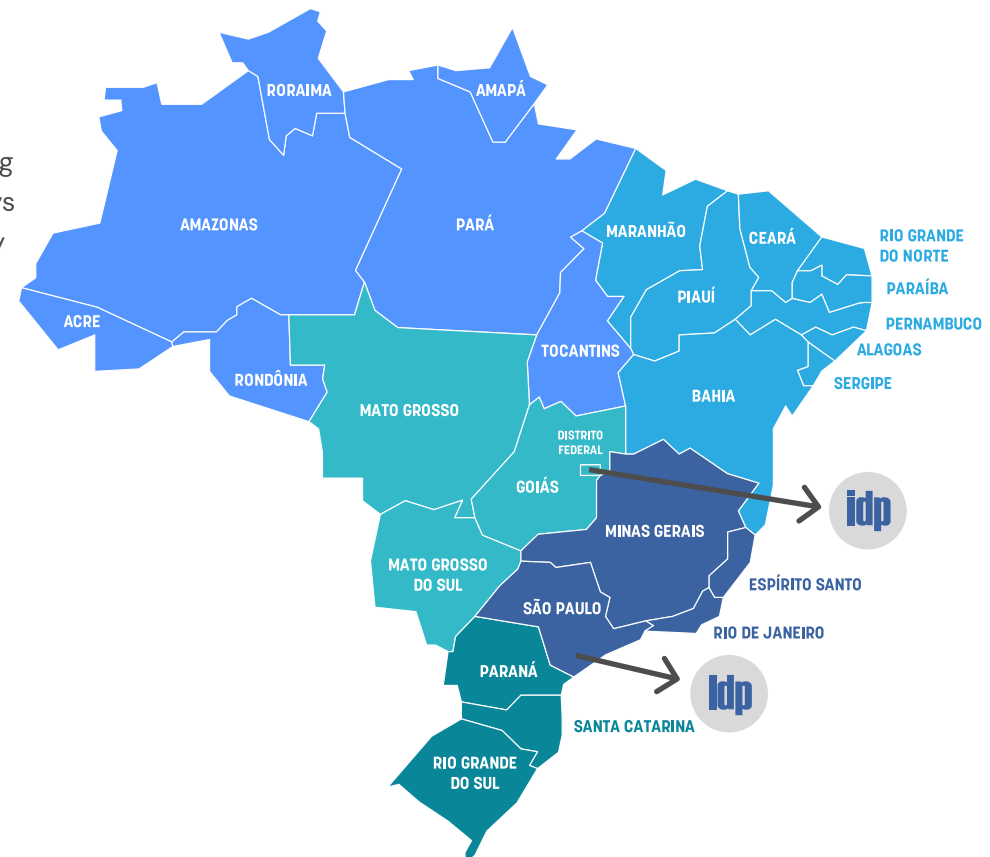 RORAIMA
AMAPÁ
g
ys
y
AMAZONAS
PARÁ
MARANHÃO
CEARÁ
RIO GRANDE
DO NORTE
PIAUÍ
PARAÍBA
ACRE
PERNAMBUCO
TOCANTINS
ALAGOAS
RONDÔNIA
SERGIPE
MATO GROSSO
BAHIA
DISTRITO
FEDERAL
GOIÁS
idp
MINAS GERAIS
MATO GROSSO
DO SUL
ESPÍRITO SANTO
SÃO PAULO
RIO DE JANEIRO
PARANÁ
Idp
SANTA CATARINA
RIO GRANDE
DO SUL